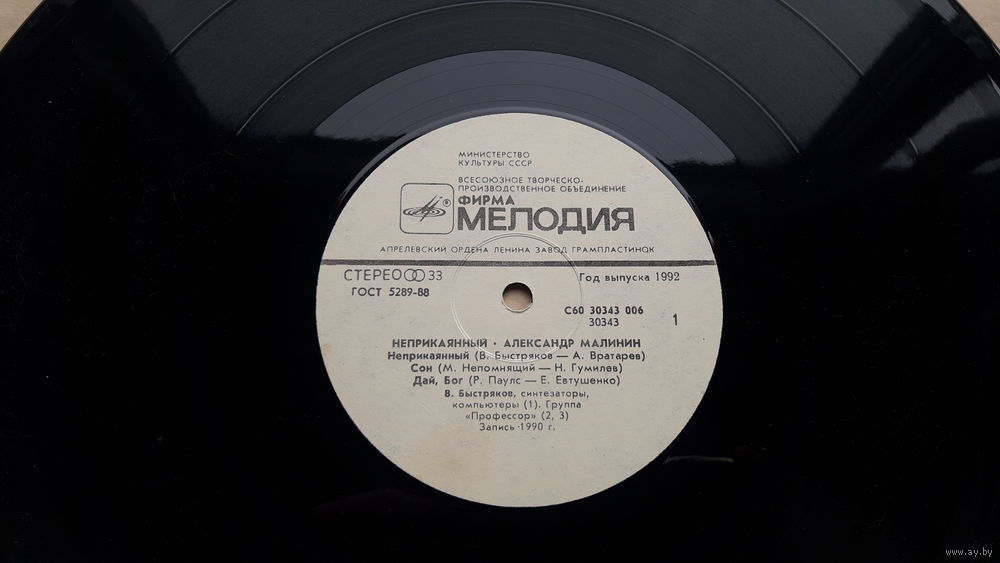 МИНИСТЕРСТВО
КУЛЬТУРЫ СССР
ВСЕСОЮЗНОЕ ТВОРЧЕСКО-
ПРОИЗВОДСТВЕННОЕ ОБЪЕДИНЕНИЕ
ФИРМА
® МЕЛОДИЯ
АПРЕЛЕВСКИЙ ОРДЕНА ЛЕНИНА ЗАВОД ГРАМПЛАСТИНОК
СТЕРЕО 33
Год выпуска 1992
ГОСТ 5289-88
С60 30343 006
30343
1
НЕПРИКАЯННЫЙ · АЛЕКСАНДР МАЛИНИН
Неприкаянный (В. Быстряков — А. Вратарев)
Сон (М. Непомнящий — Н. Гумилев)
Дай, Бог (Р. Паулс — Е. Евтушенко)
В. Быстряков, синтезаторы,
компьютеры (1). Группа
«Профессор» (2, 3)
Запись 1990 г.
www.ay.by